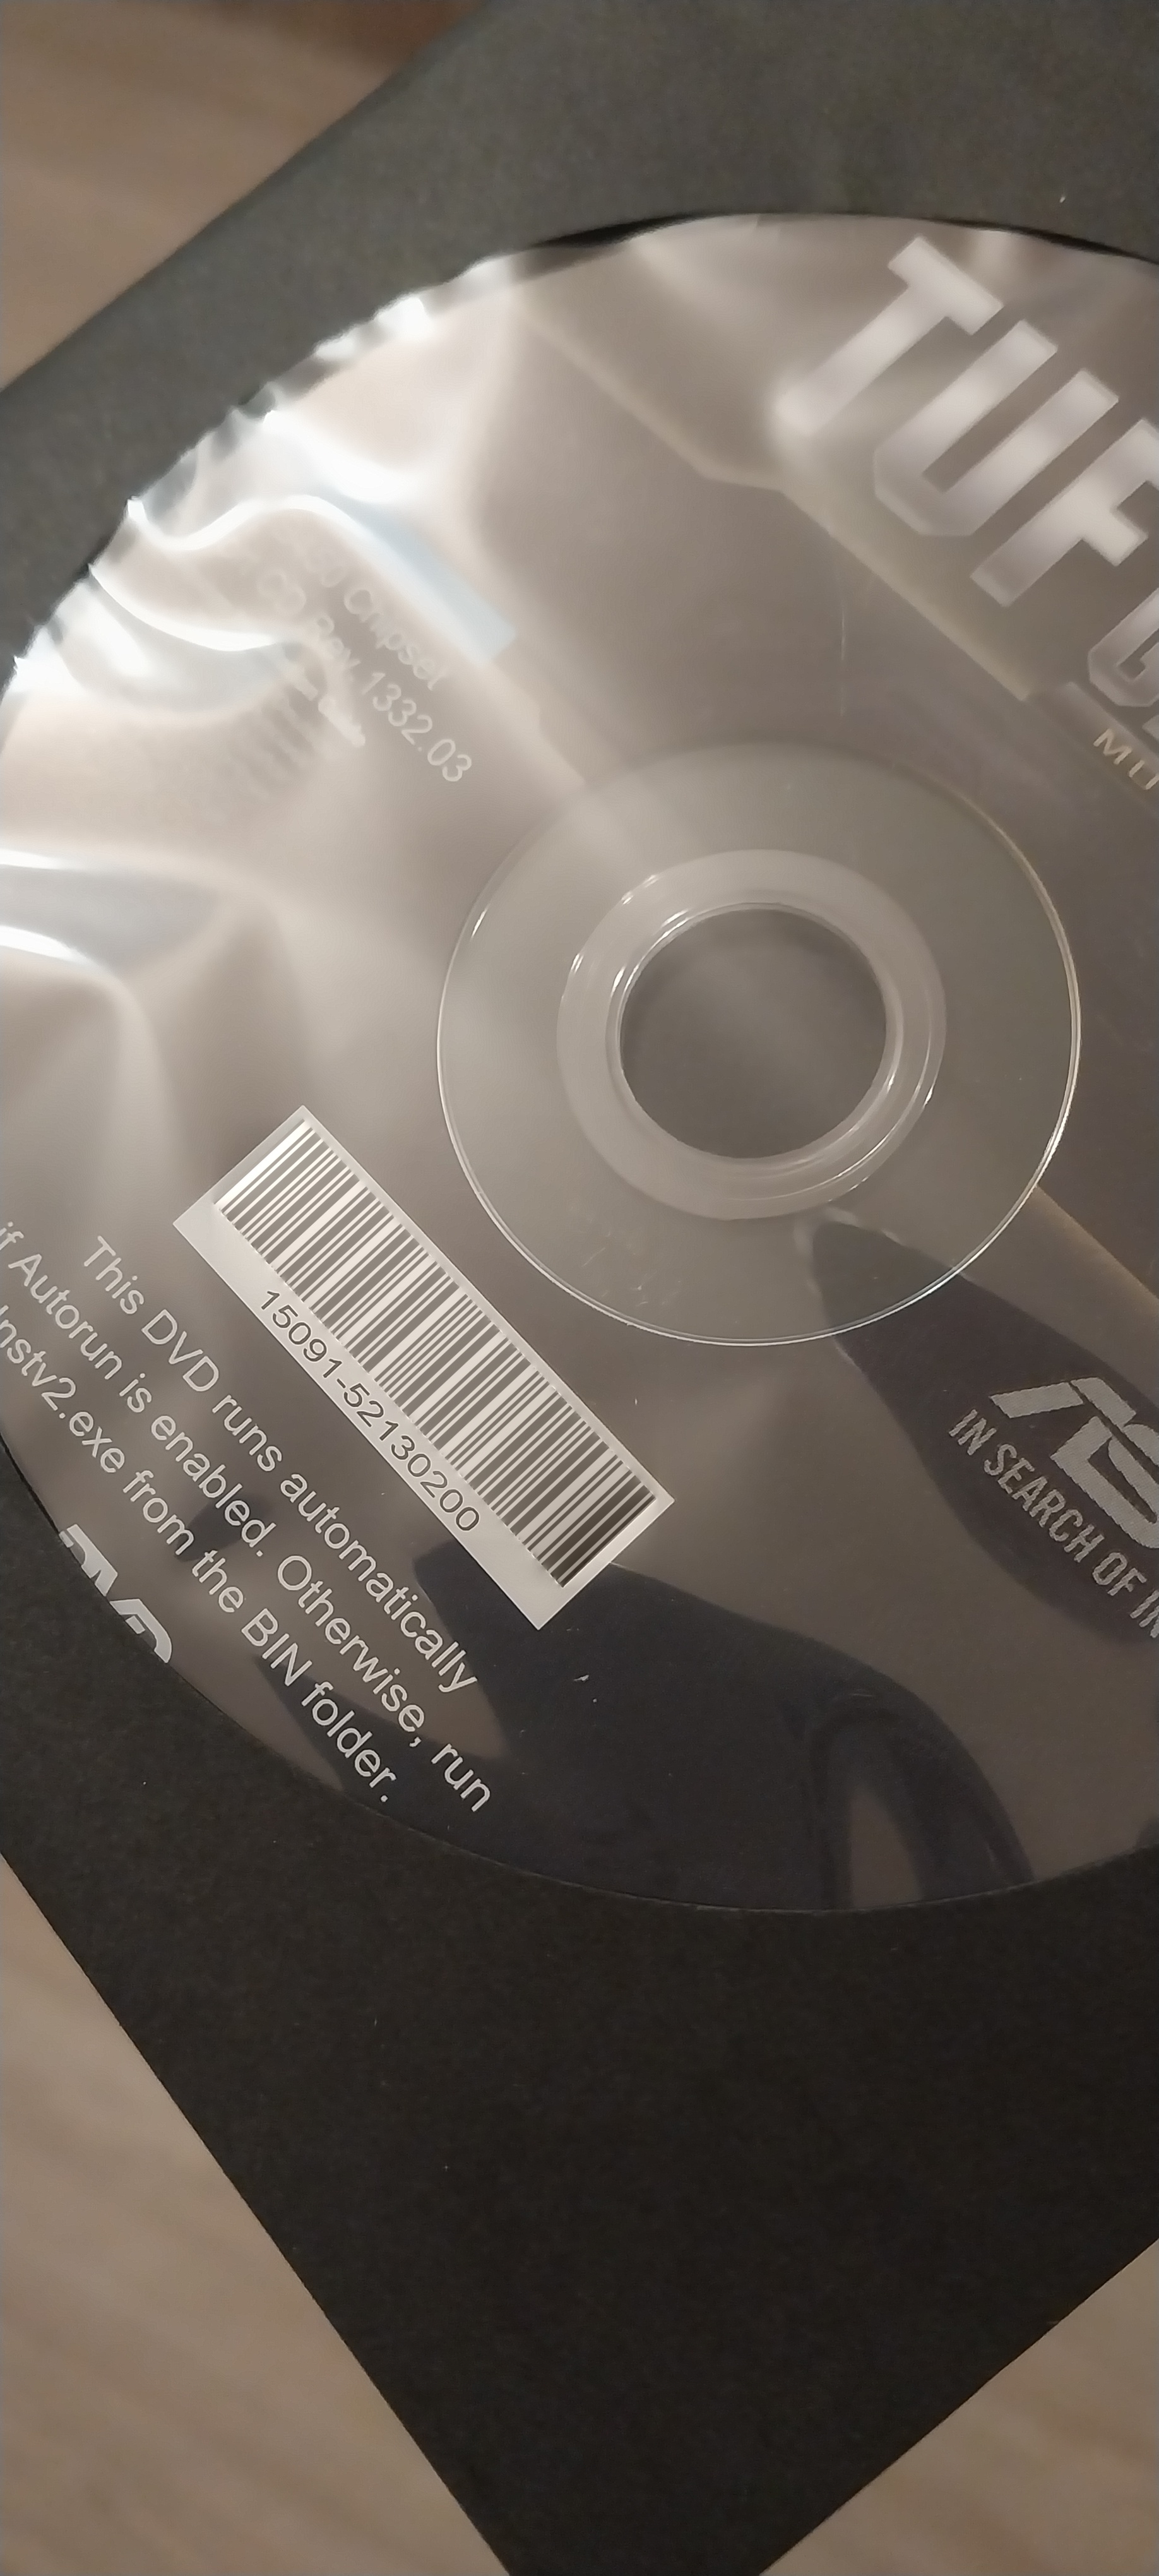 TUF
Chipset
CD Rev. 1332.03
IN SEARCH OF IN
15091-52130200
This DVD runs automatically
if Autorun is enabled. Otherwise, run
Instv2.exe from the BIN folder.